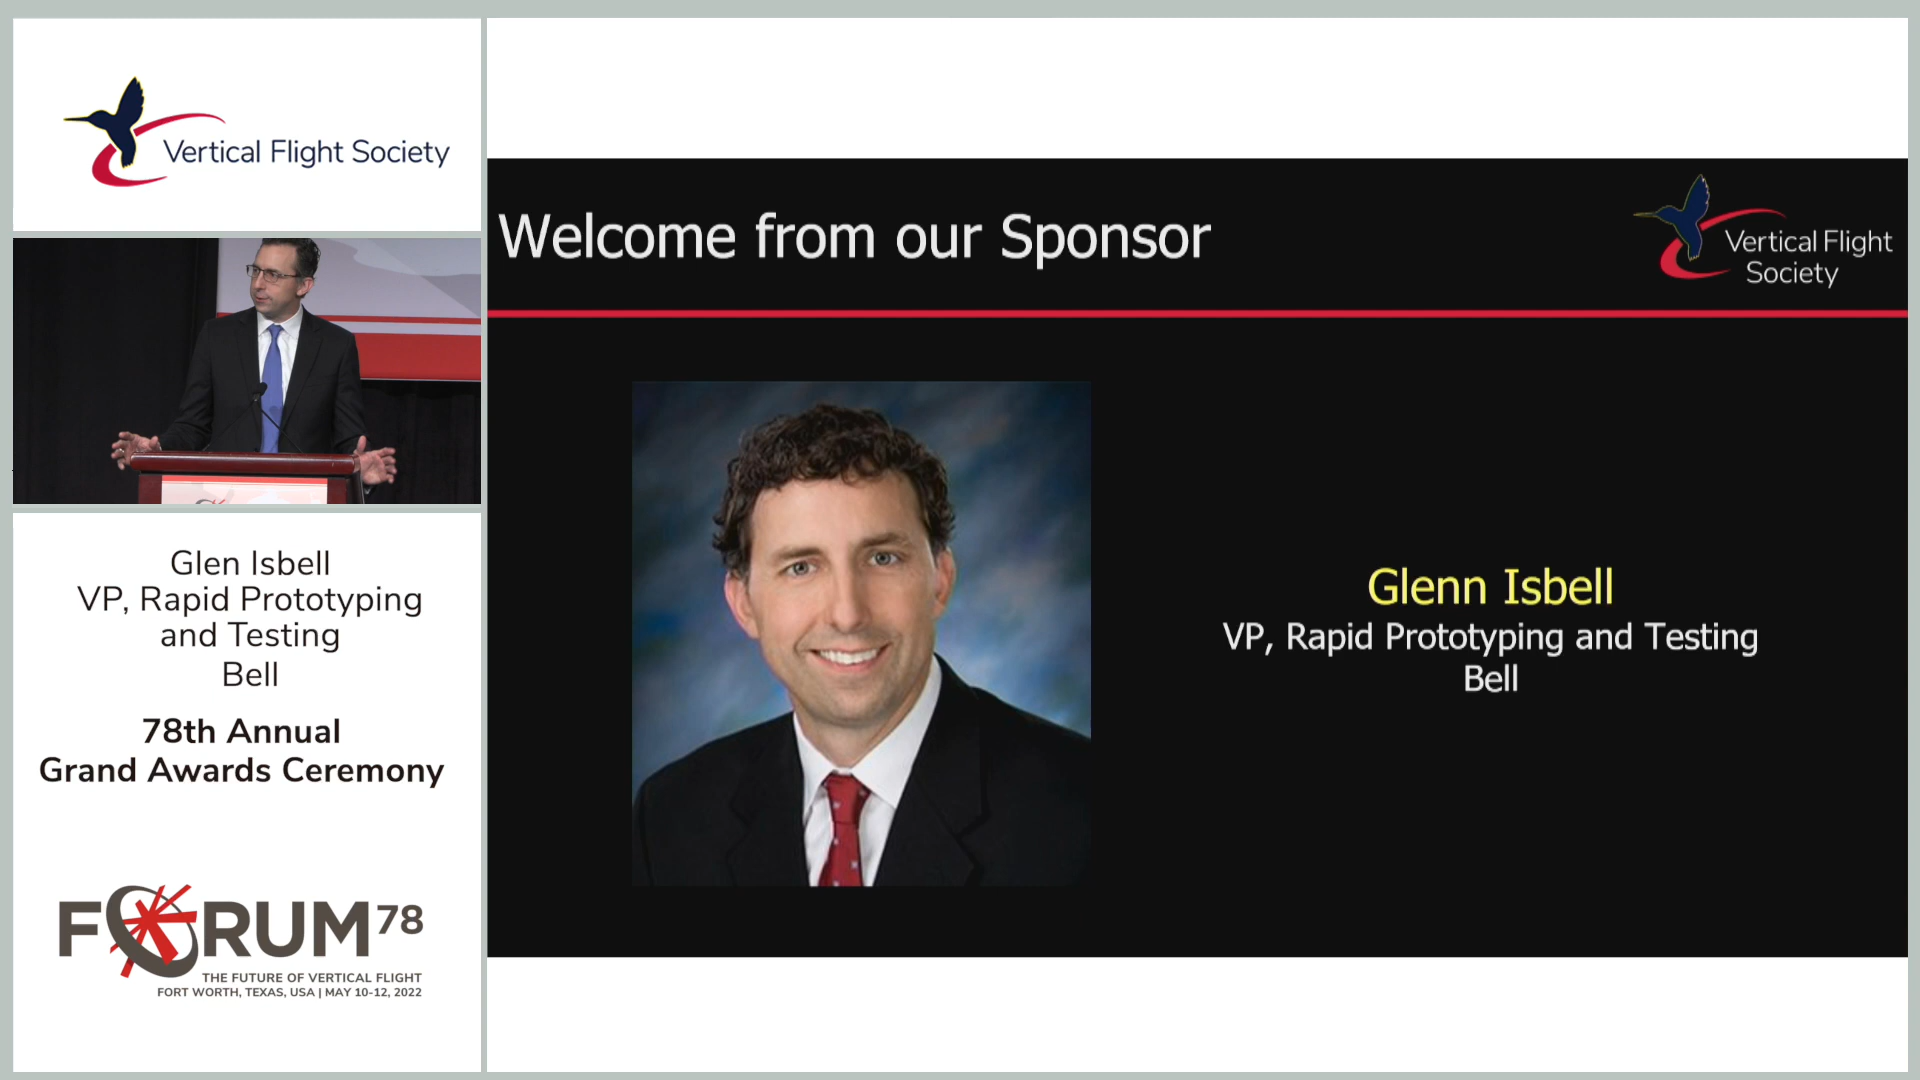 Vertical Flight Society
Glen Isbell
VP, Rapid Prototyping
and Testing
Bell
78th Annual
Grand Awards Ceremony
FORUM 78
THE FUTURE OF VERTICAL FLIGHT
FORT WORTH, TEXAS, USA | MAY 10-12, 2022
Welcome from our Sponsor
Vertical Flight
Society
Glenn Isbell
VP, Rapid Prototyping and Testing
Bell